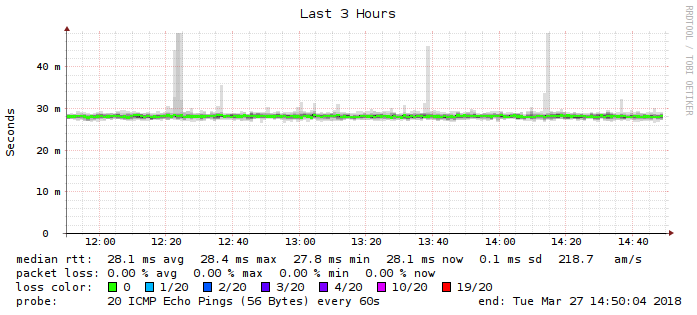 Last 3 Hours
RRDTOOL / TOBI OETIKER
Seconds
40 m
30 m
20 m
10 m
0
12:00 12:20 12:40 13:00 13:20 13:40 14:00 14:20 14:40
median rtt: 28.1 ms avg 28.4 ms max 27.8 ms min 28.1 ms now 0.1 ms sd 218.7 am/s
packet loss: 0.00 % avg 0.00 % max 0.00 % min 0.00 % now
loss color: 0 1/20 2/20 3/20 4/20 10/20 19/20
probe: 20 ICMP Echo Pings (56 Bytes) every 60s end: Tue Mar 27 14:50:04 2018